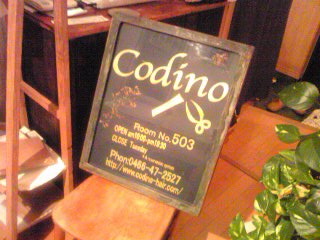 Codino
Room No.503
OPEN am10:00-pm19:30
CLOSE Tuesday
Phon:0466-47-2527
http://www.codino-hair.com/